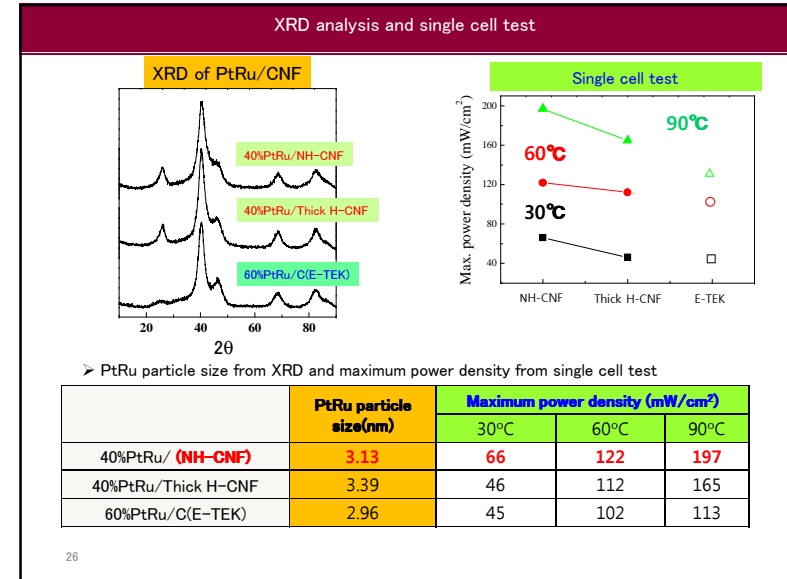 XRD analysis and single cell test
XRD of PtRu/CNF
40%PtRu/NH-CNF
40%PtRu/Thick H-CNF
60%PtRu/C(E-TEK)
20 40 60 80
2θ
Single cell test
Max. power density (mW/cm²)
200
160
120
80
40
90℃
60℃
30℃
NH-CNF Thick H-CNF E-TEK
➢ PtRu particle size from XRD and maximum power density from single cell test
PtRu particle size(nm) Maximum power density (mW/cm²)
30°C 60°C 90°C
40%PtRu/ (NH-CNF) 3.13 66 122 197
40%PtRu/Thick H-CNF 3.39 46 112 165
60%PtRu/C(E-TEK) 2.96 45 102 113
26